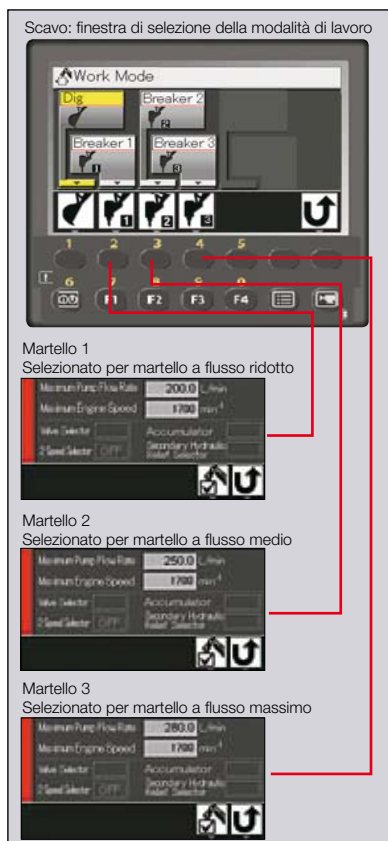 Scavo: finestra di selezione della modalità di lavoro
Work Mode
Dig
Breaker 2
2
Breaker 1
Breaker 3
1
3
1 2 3
1 2 3 4 5
6 7 8 9 0
F1 F2 F3 F4
Martello 1
Selezionato per martello a flusso ridotto
Maximum Pump Flow Rate 200.0 L/min
Maximum Engine Speed 1700 min-1
Valve Selector Accumulator
2 Speed Selector OFF Secondary Hydraulic
Relief Selector
Martello 2
Selezionato per martello a flusso medio
Maximum Pump Flow Rate 250.0 L/min
Maximum Engine Speed 1700 min-1
Valve Selector Accumulator
2 Speed Selector OFF Secondary Hydraulic
Relief Selector
Martello 3
Selezionato per martello a flusso massimo
Maximum Pump Flow Rate 280.0 L/min
Maximum Engine Speed 1700 min-1
Valve Selector Accumulator
2 Speed Selector OFF Secondary Hydraulic
Relief Selector